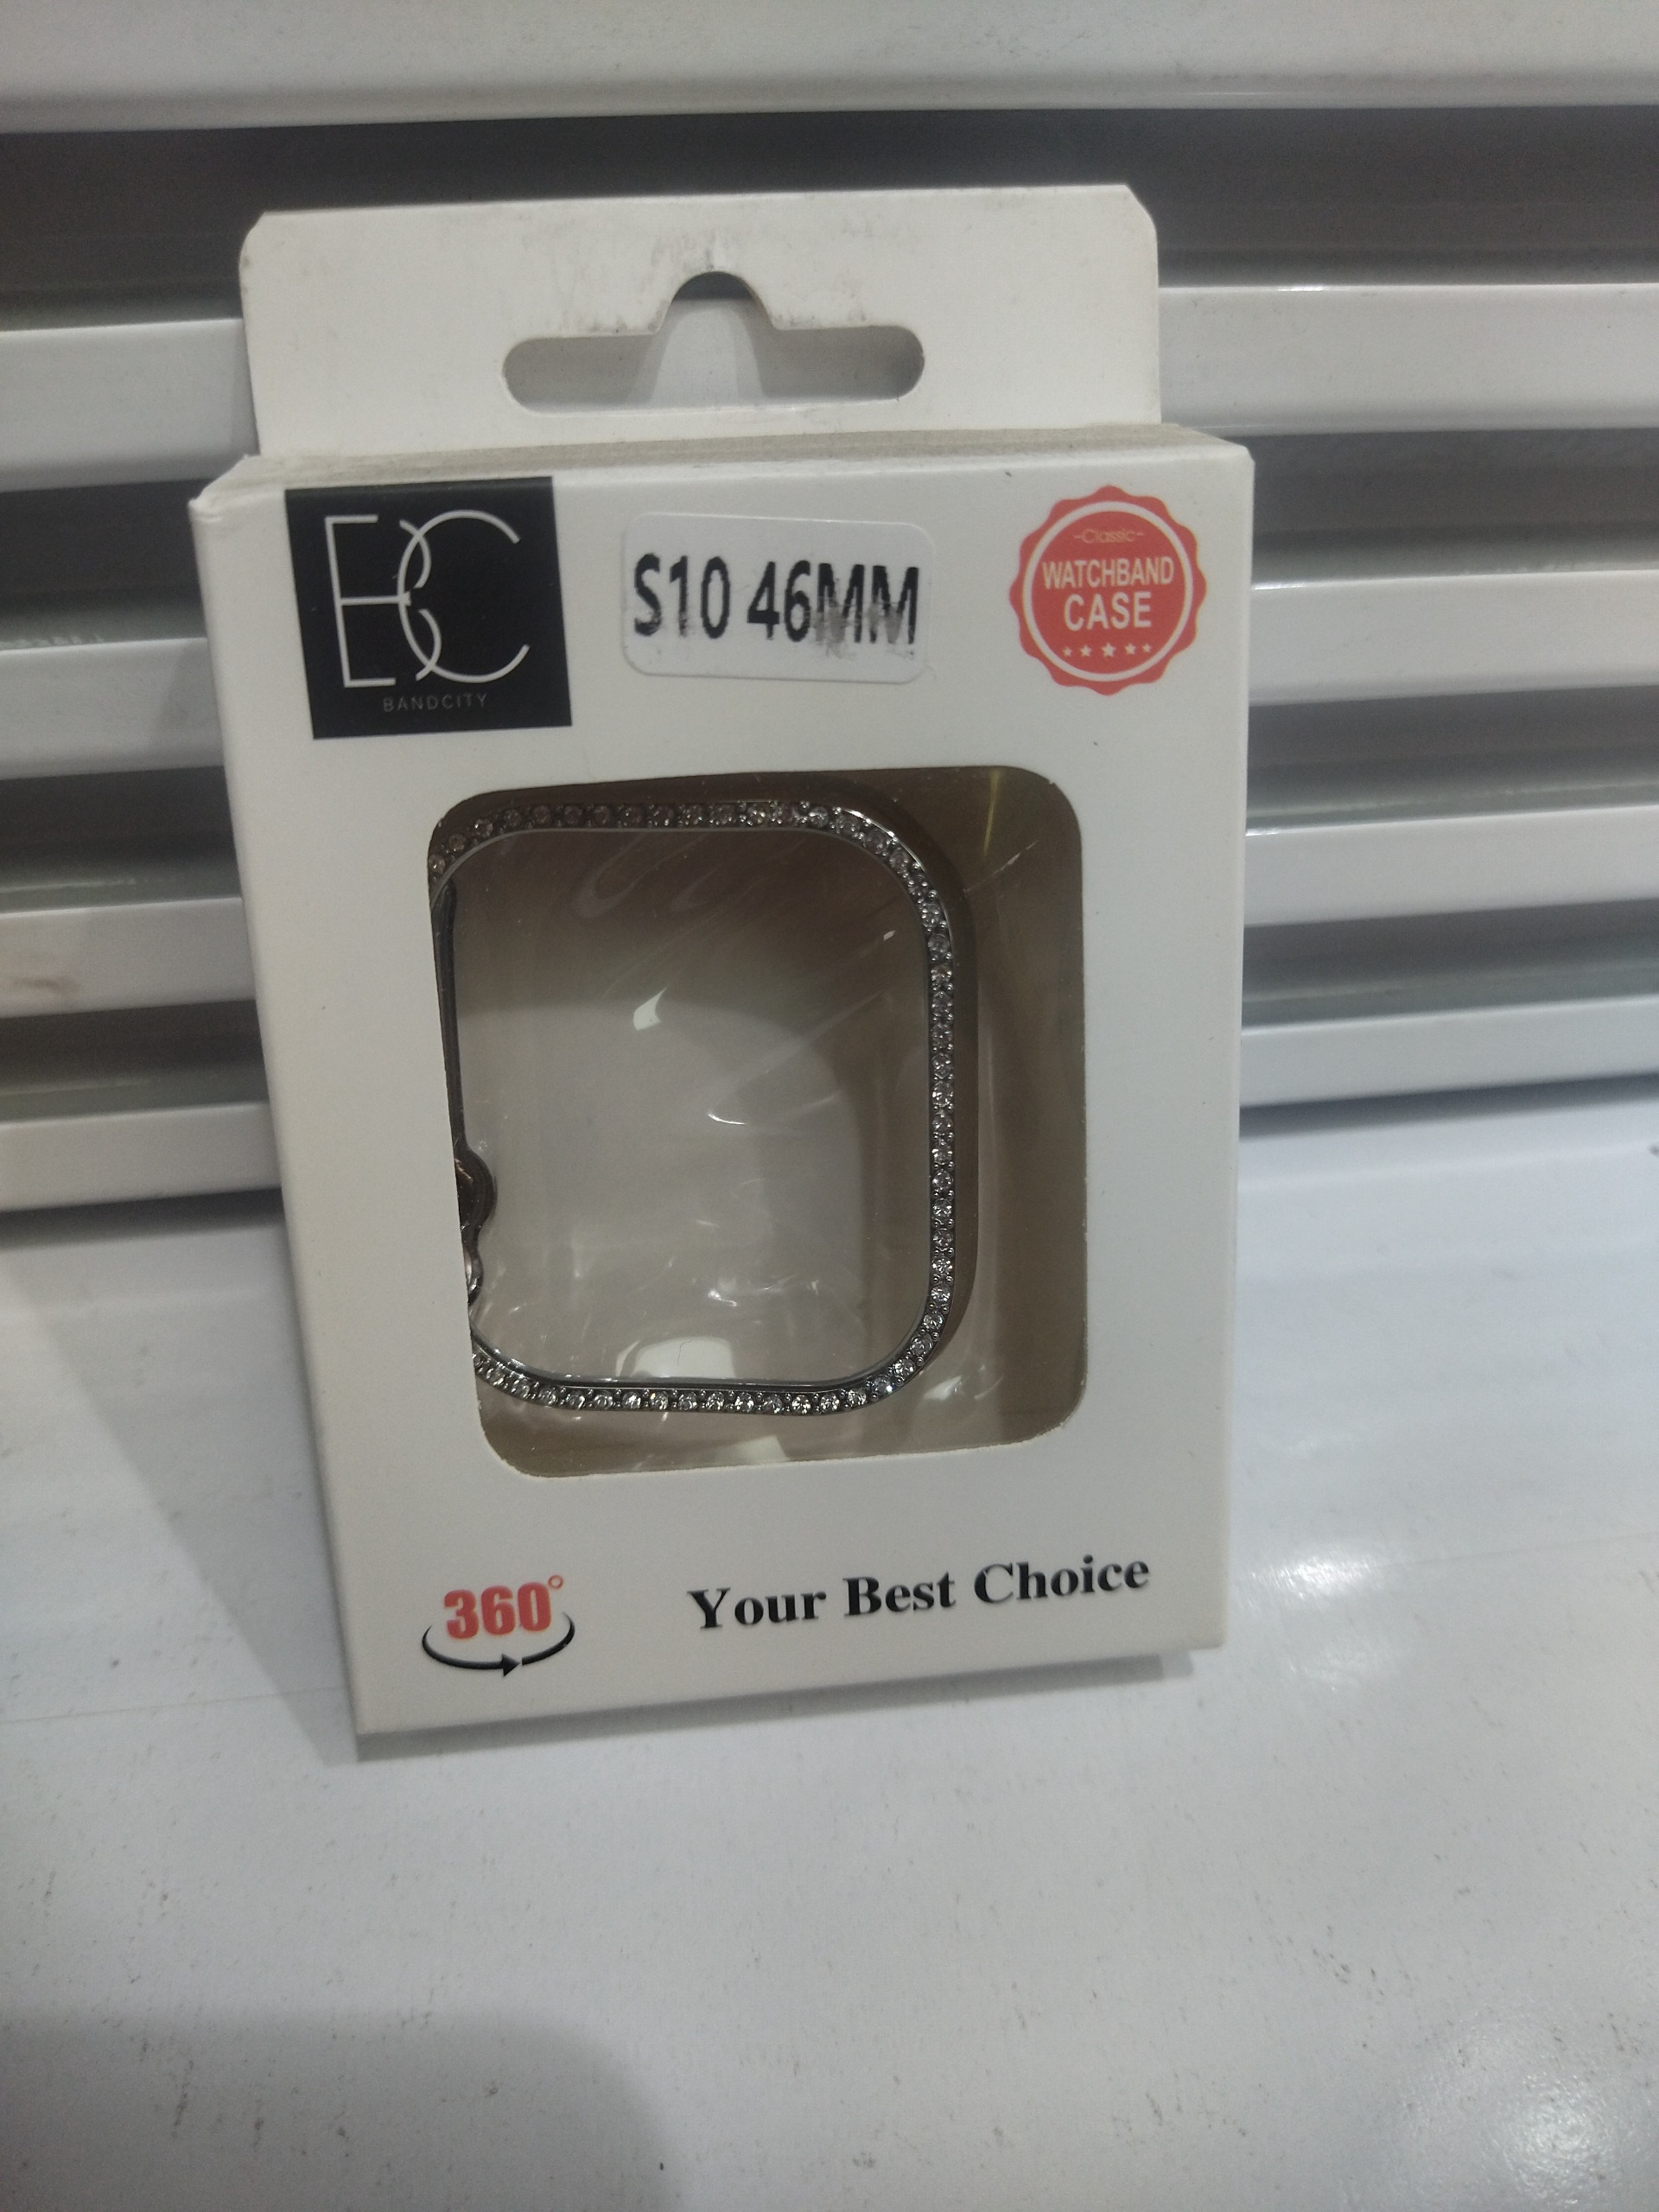 BC
BANDCITY
S10 46MM
-Classic-
WATCHBAND
CASE
360°
Your Best Choice